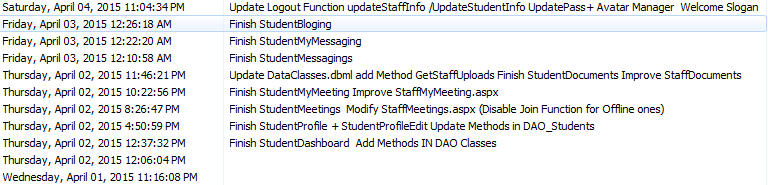 Saturday, April 04, 2015 11:04:34 PM Update Logout Function updateStaffInfo /UpdateStudentInfo UpdatePass+ Avatar Manager Welcome Slogan
Friday, April 03, 2015 12:26:18 AM Finish StudentBloging
Friday, April 03, 2015 12:22:20 AM Finish StudentMyMessaging
Friday, April 03, 2015 12:10:58 AM Finish StudentMessagings
Thursday, April 02, 2015 11:46:21 PM Update DataClasses.dbml add Method GetStaffUploads Finish StudentDocuments Improve StaffDocuments
Thursday, April 02, 2015 10:22:56 PM Finish StudentMyMeeting Improve StaffMyMeeting.aspx
Thursday, April 02, 2015 8:26:47 PM Finish StudentMeetings Modify StaffMeetings.aspx (Disable Join Function for Offline ones)
Thursday, April 02, 2015 4:50:59 PM Finish StudentProfile + StudentProfileEdit Update Methods in DAO_Students
Thursday, April 02, 2015 12:37:32 PM Finish StudentDashboard Add Methods IN DAO Classes
Thursday, April 02, 2015 12:06:04 PM
Wednesday, April 01, 2015 11:16:08 PM